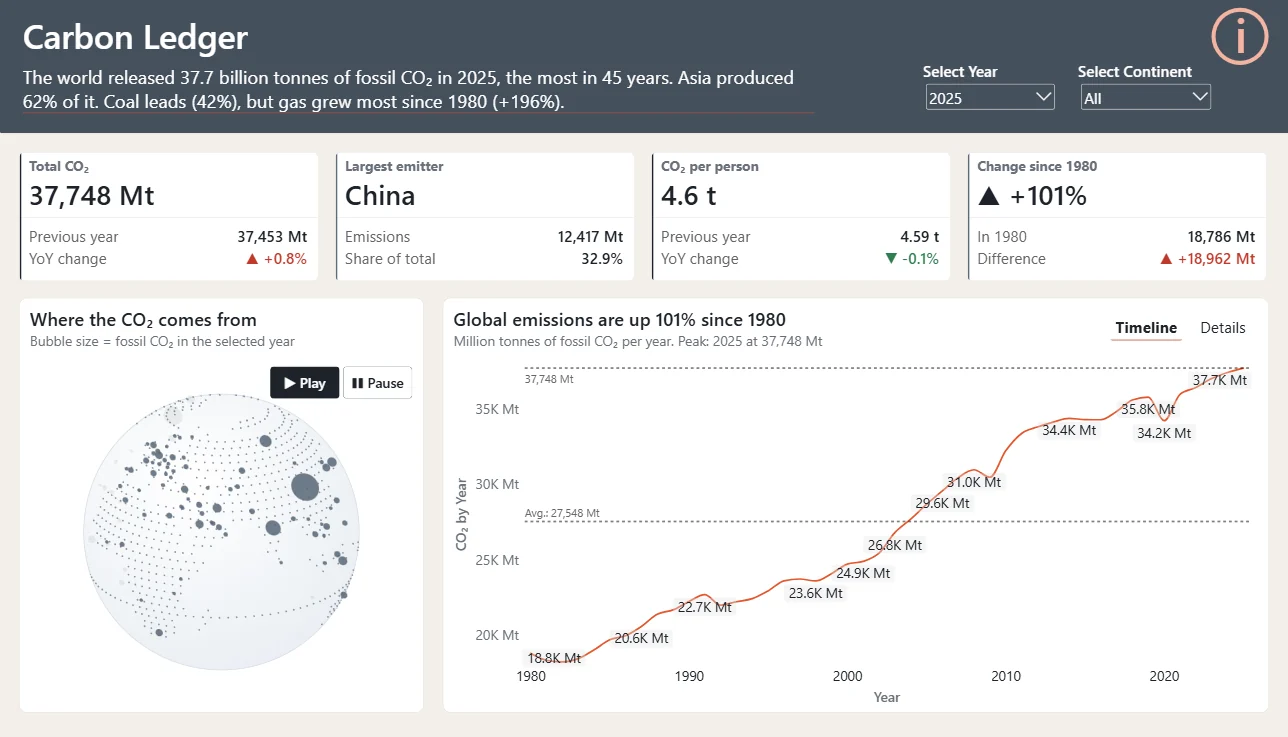 Carbon Ledger
The world released 37.7 billion tonnes of fossil CO₂ in 2025, the most in 45 years. Asia produced
62% of it. Coal leads (42%), but gas grew most since 1980 (+196%).
Select Year
2025
Select Continent
All
i
Total CO₂
37,748 Mt
Previous year 37,453 Mt
YoY change ▲ +0.8%
Largest emitter
China
Emissions 12,417 Mt
Share of total 32.9%
CO₂ per person
4.6 t
Previous year 4.59 t
YoY change ▼ -0.1%
Change since 1980
▲ +101%
In 1980 18,786 Mt
Difference ▲ +18,962 Mt
Where the CO₂ comes from
Bubble size = fossil CO₂ in the selected year
Play
Pause
Global emissions are up 101% since 1980
Million tonnes of fossil CO₂ per year. Peak: 2025 at 37,748 Mt
Timeline
Details
37,748 Mt
37.7K Mt
35K Mt
35.8K Mt
34.4K Mt
34.2K Mt
30K Mt
31.0K Mt
29.6K Mt
Avg.: 27,548 Mt
CO₂ by Year
26.8K Mt
25K Mt
24.9K Mt
23.6K Mt
22.7K Mt
20K Mt
20.6K Mt
18.8K Mt
1980 1990 2000 2010 2020
Year